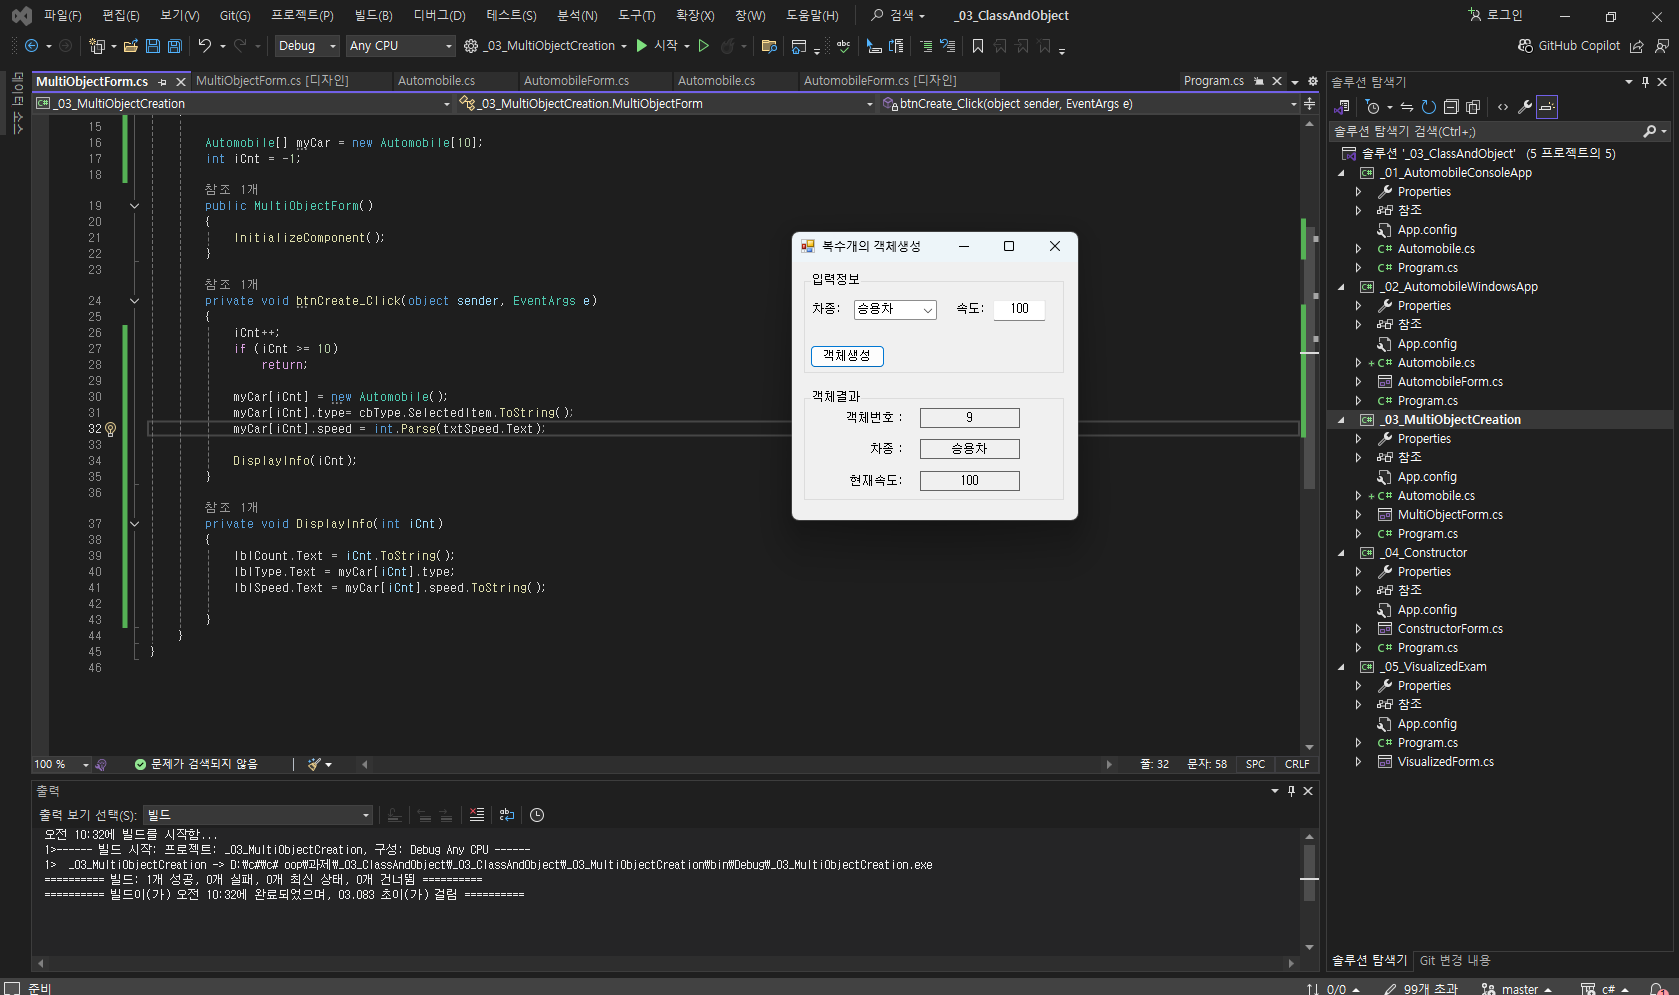 파일(F) 편집(E) 보기(V) Git(G) 프로젝트(P) 빌드(B) 디버그(D) 테스트(S) 분석(N) 도구(T) 확장(X) 창(W) 도움말(H) 검색 _03_ClassAndObject 로그인
Debug Any CPU _03_MultiObjectCreation 시작 GitHub Copilot
데이터 소스
MultiObjectForm.cs MultiObjectForm.cs [디자인] Automobile.cs AutomobileForm.cs Automobile.cs AutomobileForm.cs [디자인] Program.cs
_03_MultiObjectCreation _03_MultiObjectCreation.MultiObjectForm btnCreate_Click(object sender, EventArgs e)
15
16 Automobile[] myCar = new Automobile[10];
17 int iCnt = -1;
18
참조 1개
19 public MultiObjectForm()
20 {
21 InitializeComponent();
22 }
23
참조 1개
24 private void btnCreate_Click(object sender, EventArgs e)
25 {
26 iCnt++;
27 if (iCnt >= 10)
28 return;
29
30 myCar[iCnt] = new Automobile();
31 myCar[iCnt].type= cbType.SelectedItem.ToString();
32 myCar[iCnt].speed = int.Parse(txtSpeed.Text);
33
34 DisplayInfo(iCnt);
35 }
36
참조 1개
37 private void DisplayInfo(int iCnt)
38 {
39 lblCount.Text = iCnt.ToString();
40 lblType.Text = myCar[iCnt].type;
41 lblSpeed.Text = myCar[iCnt].speed.ToString();
42
43 }
44 }
45 }
46
복수개의 객체생성
입력정보
차종: 승용차 속도: 100
객체생성
객체결과
객체번호 : 9
차종 : 승용차
현재속도: 100
100 % 문제가 검색되지 않음 줄: 32 문자: 58 SPC CRLF
출력
출력 보기 선택(S): 빌드
오전 10:32에 빌드를 시작함...
1>------ 빌드 시작: 프로젝트: _03_MultiObjectCreation, 구성: Debug Any CPU ------
1> _03_MultiObjectCreation -> D:\c#\c# oop\과제\_03_ClassAndObject\_03_ClassAndObject\_03_MultiObjectCreation\bin\Debug\_03_MultiObjectCreation.exe
========== 빌드: 1개 성공, 0개 실패, 0개 최신 상태, 0개 건너뜀 ==========
========== 빌드이(가) 오전 10:32에 완료되었으며, 03.083 초이(가) 걸림 ==========
솔루션 탐색기
솔루션 탐색기 검색(Ctrl+;)
솔루션 '_03_ClassAndObject' (5 프로젝트의 5)
_01_AutomobileConsoleApp
Properties
참조
App.config
C# Automobile.cs
C# Program.cs
_02_AutomobileWindowsApp
Properties
참조
App.config
+ C# Automobile.cs
AutomobileForm.cs
C# Program.cs
_03_MultiObjectCreation
Properties
참조
App.config
+ C# Automobile.cs
MultiObjectForm.cs
C# Program.cs
_04_Constructor
Properties
참조
App.config
ConstructorForm.cs
C# Program.cs
_05_VisualizedExam
Properties
참조
App.config
C# Program.cs
VisualizedForm.cs
솔루션 탐색기 Git 변경 내용
준비 0/0 99개 초과 master c#